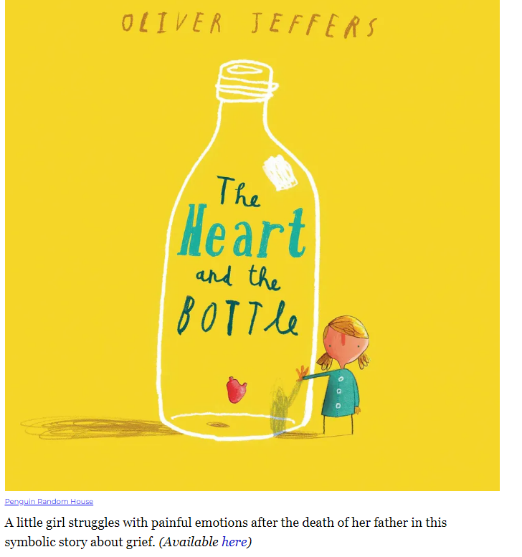 OLIVER JEFFERS
The
Heart
and the
BOTTLE
Penguin Random House
A little girl struggles with painful emotions after the death of her father in this
symbolic story about grief. (Available here)